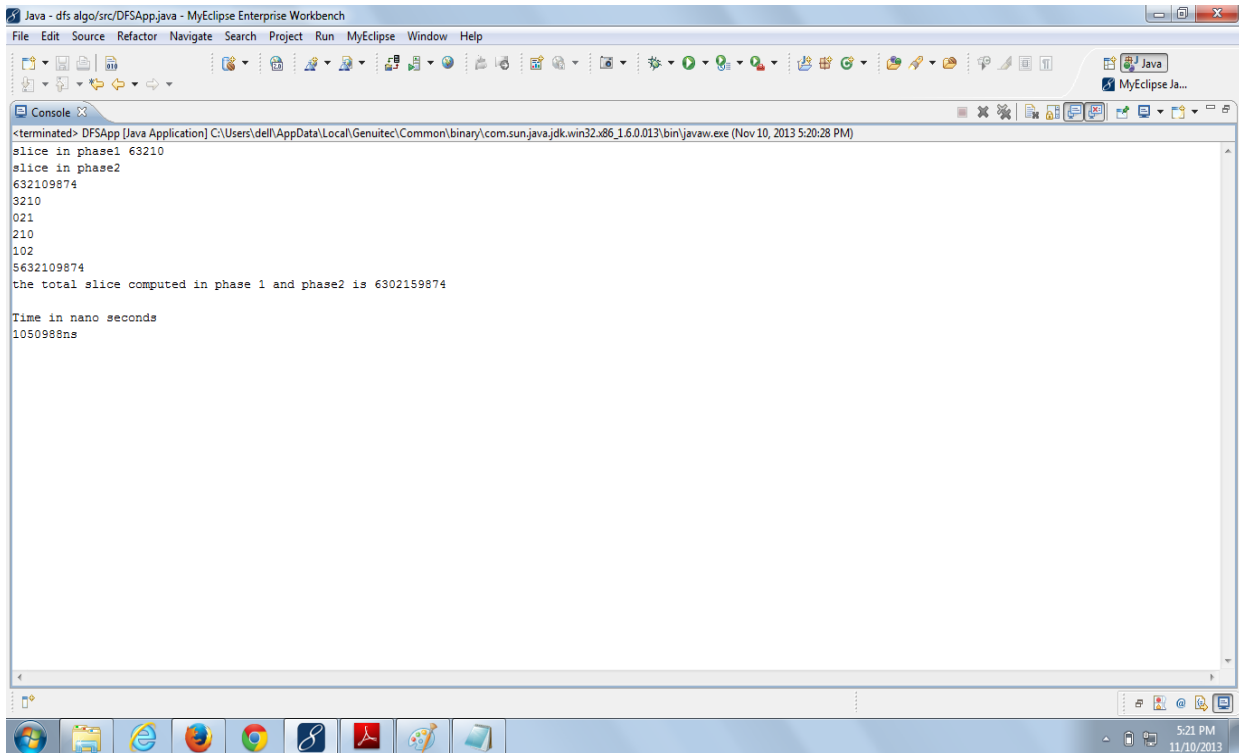 Java - dfs algo/src/DFSApp.java - MyEclipse Enterprise Workbench
File Edit Source Refactor Navigate Search Project Run MyEclipse Window Help
Java
MyEclipse Ja...
Console
<terminated> DFSApp [Java Application] C:\Users\dell\AppData\Local\Genuitec\Common\binary\com.sun.java.jdk.win32.x86_1.6.0.013\bin\javaw.exe (Nov 10, 2013 5:20:28 PM)
slice in phase1 63210
slice in phase2
632109874
3210
021
210
102
5632109874
the total slice computed in phase 1 and phase2 is 6302159874
Time in nano seconds
1050988ns
5:21 PM
11/10/2013